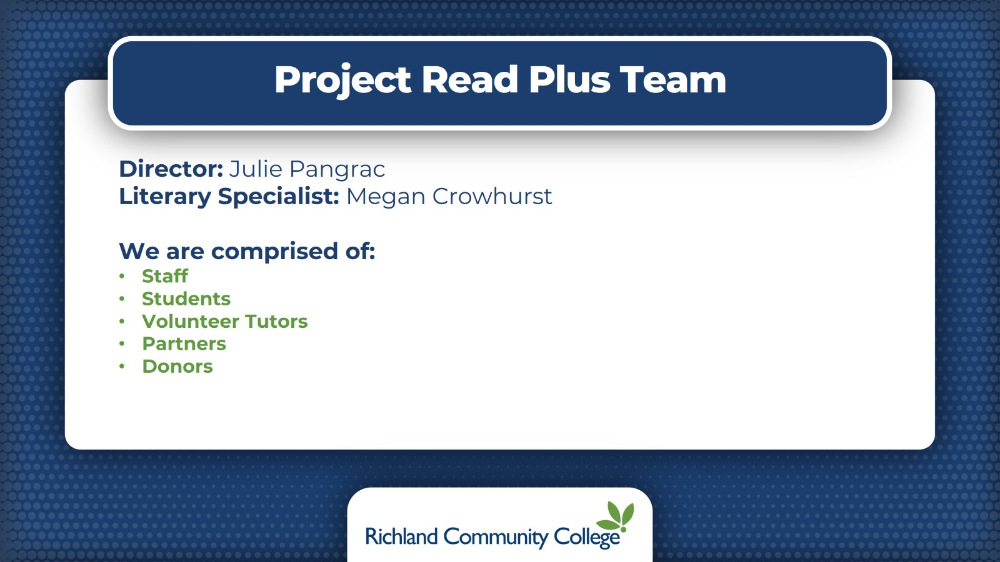 Project Read Plus Team
Director: Julie Pangrac
Literary Specialist: Megan Crowhurst
We are comprised of:
• Staff
• Students
• Volunteer Tutors
• Partners
• Donors
Richland Community College